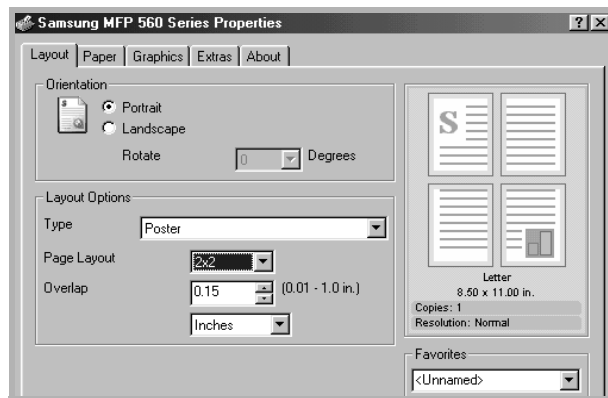 Samsung MFP 560 Series Properties
Layout Paper Graphics Extras About
Orientation
Portrait
Landscape
Rotate 0 Degrees
Layout Options
Type Poster
Page Layout 2x2
Overlap 0.15 (0.01 - 1.0 in.)
Inches
S
Letter
8.50 x 11.00 in.
Copies: 1
Resolution: Normal
Favorites
<Unnamed>